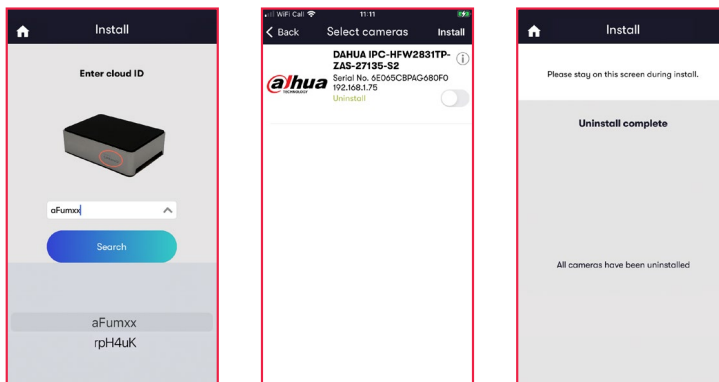 Install
Enter cloud ID
aFumxx
Search
aFumxx
rpH4uK
WiFi Call 11:11
Back Select cameras Install
DAHUA IPC-HFW2831TP-
ZAS-27135-S2
Serial No. 6E065CBPAG680F0
192.168.1.75
Uninstall
alhua
TECHNOLOGY
Install
Please stay on this screen during install.
Uninstall complete
All cameras have been uninstalled